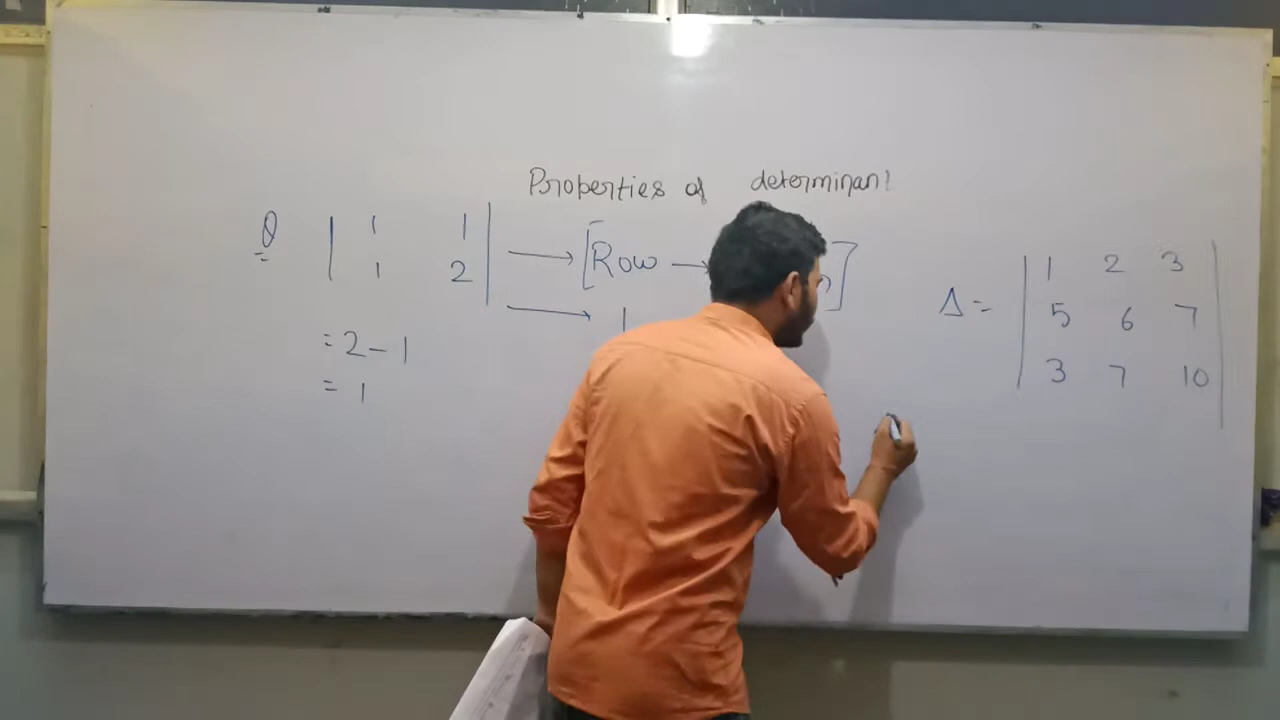 Properties of determinant
Q | 1 1 | → [Row →
| 1 2 | →
= 2 - 1
= 1
Δ = | 1 2 3 |
| 5 6 7 |
| 3 7 10 |